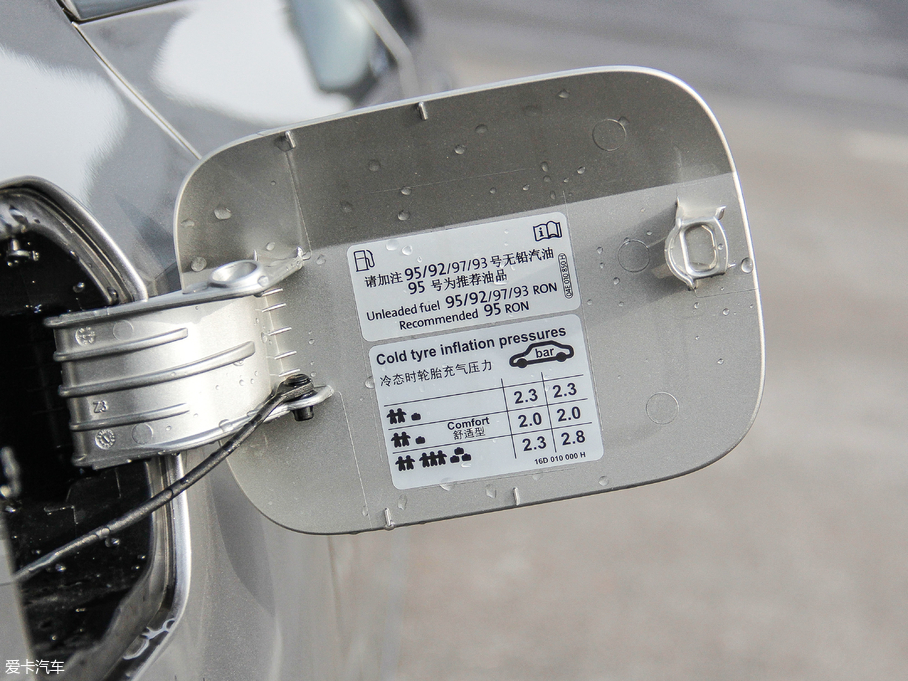 请加注 95/92/97/93 号无铅汽油
95 号为推荐油品
Unleaded fuel 95/92/97/93 RON
Recommended 95 RON
Cold tyre inflation pressures
bar
冷态时轮胎充气压力
2.3 2.3
Comfort
舒适型
2.0 2.0
2.3 2.8
16D 010 000 H
Z3
爱卡汽车